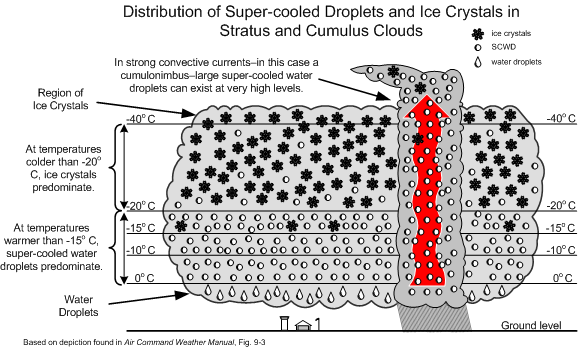 Distribution of Super-cooled Droplets and Ice Crystals in
Stratus and Cumulus Clouds
ice crystals
SCWD
water droplets
In strong convective currents–in this case a
cumulonimbus–large super-cooled water
droplets can exist at very high levels.
Region of
Ice Crystals
-40°C
-40°C
At temperatures
colder than -20°
C, ice crystals
predominate.
-20°C
-20°C
At temperatures
warmer than -15°C,
super-cooled water
droplets predominate.
-15°C
-15°C
-10°C
-10°C
0°C
0°C
Water
Droplets
Ground level
Based on depiction found in Air Command Weather Manual, Fig. 9-3